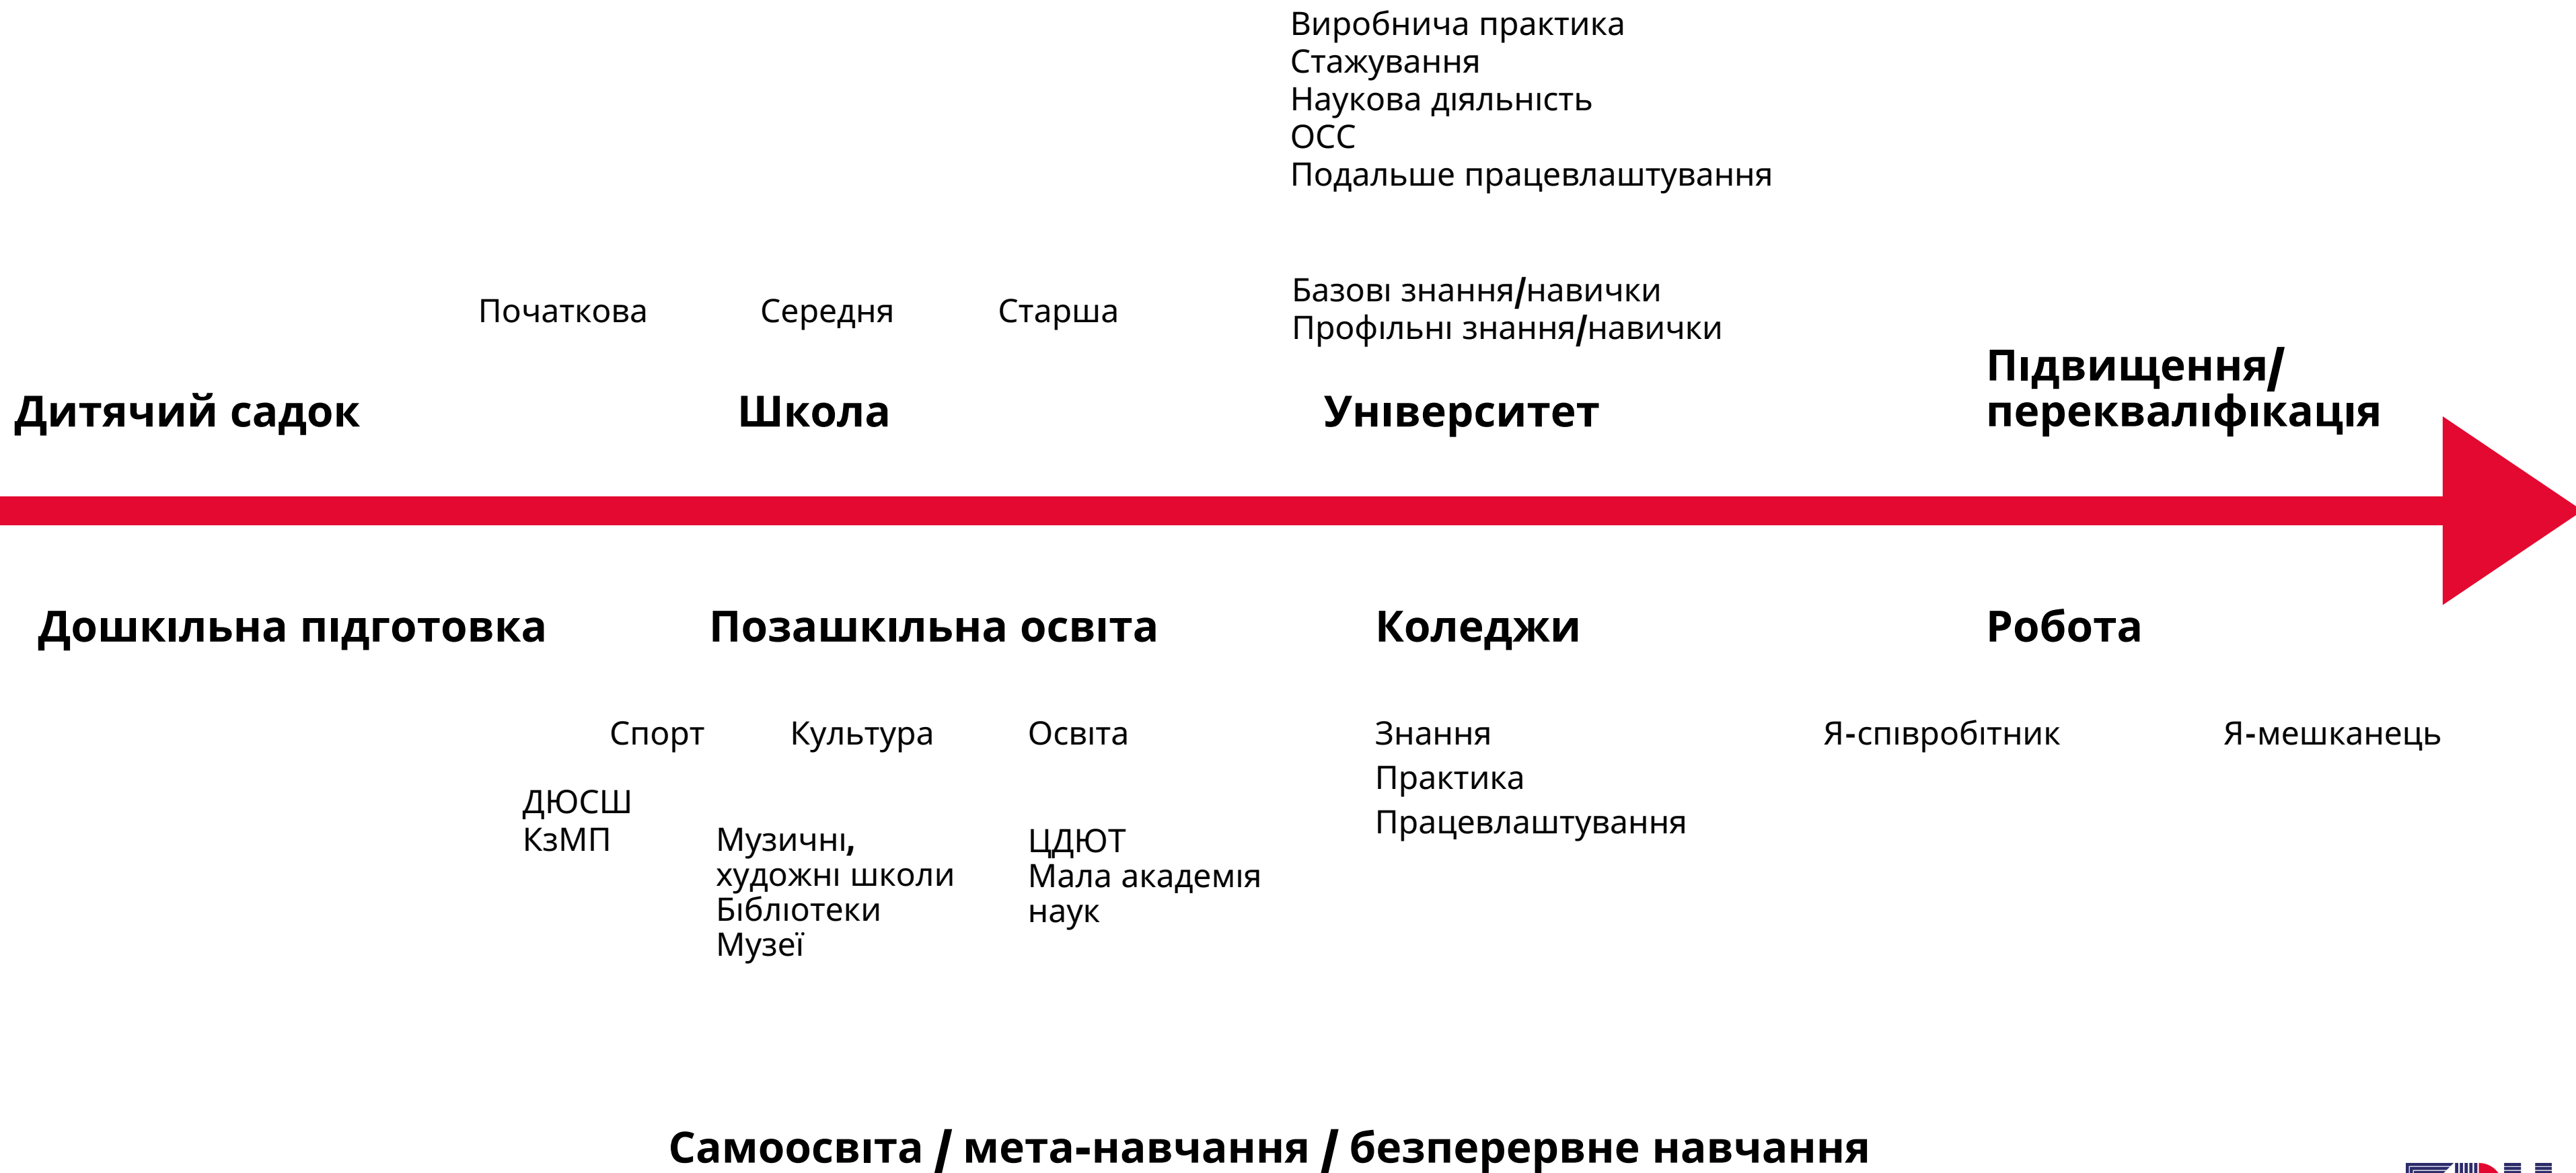 Виробнича практика
Стажування
Наукова діяльність
ОСС
Подальше працевлаштування
Базові знання/навички
Профільні знання/навички
Початкова
Середня
Старша
Дитячий садок
Школа
Університет
Підвищення/
перекваліфікація
Дошкільна підготовка
Позашкільна освіта
Коледжи
Робота
Спорт
Культура
Освіта
Знання
Практика
Працевлаштування
Я-співробітник
Я-мешканець
ДЮСШ
КзМП
Музичні,
художні школи
Бібліотеки
Музеї
ЦДЮТ
Мала академія
наук
Самоосвіта / мета-навчання / безперервне навчання